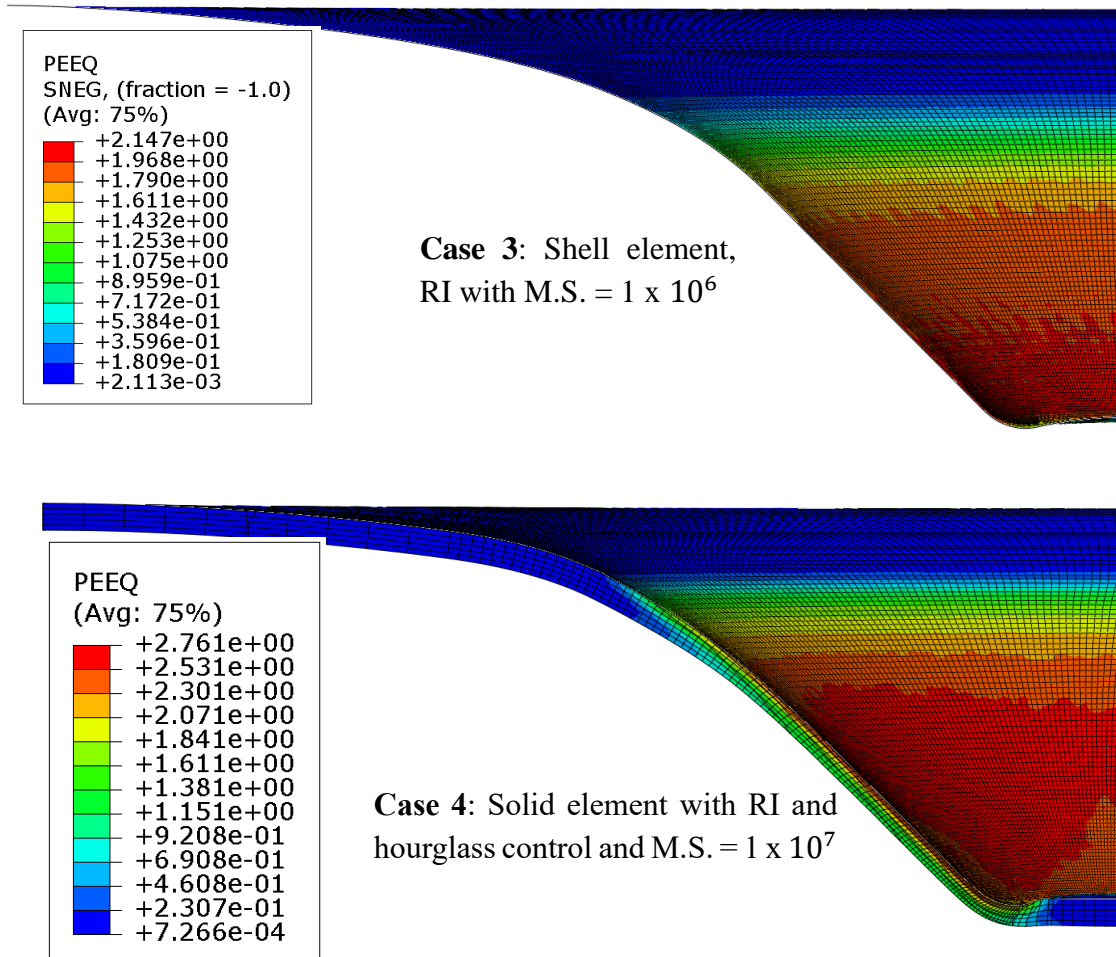 PEEQ
SNEG, (fraction = -1.0)
(Avg: 75%)
+2.147e+00
+1.968e+00
+1.790e+00
+1.611e+00
+1.432e+00
+1.253e+00
+1.075e+00
+8.959e-01
+7.172e-01
+5.384e-01
+3.596e-01
+1.809e-01
+2.113e-03
Case 3: Shell element,
RI with M.S. = 1 x 10⁶
PEEQ
(Avg: 75%)
+2.761e+00
+2.531e+00
+2.301e+00
+2.071e+00
+1.841e+00
+1.611e+00
+1.381e+00
+1.151e+00
+9.208e-01
+6.908e-01
+4.608e-01
+2.307e-01
+7.266e-04
Case 4: Solid element with RI and
hourglass control and M.S. = 1 x 10⁷